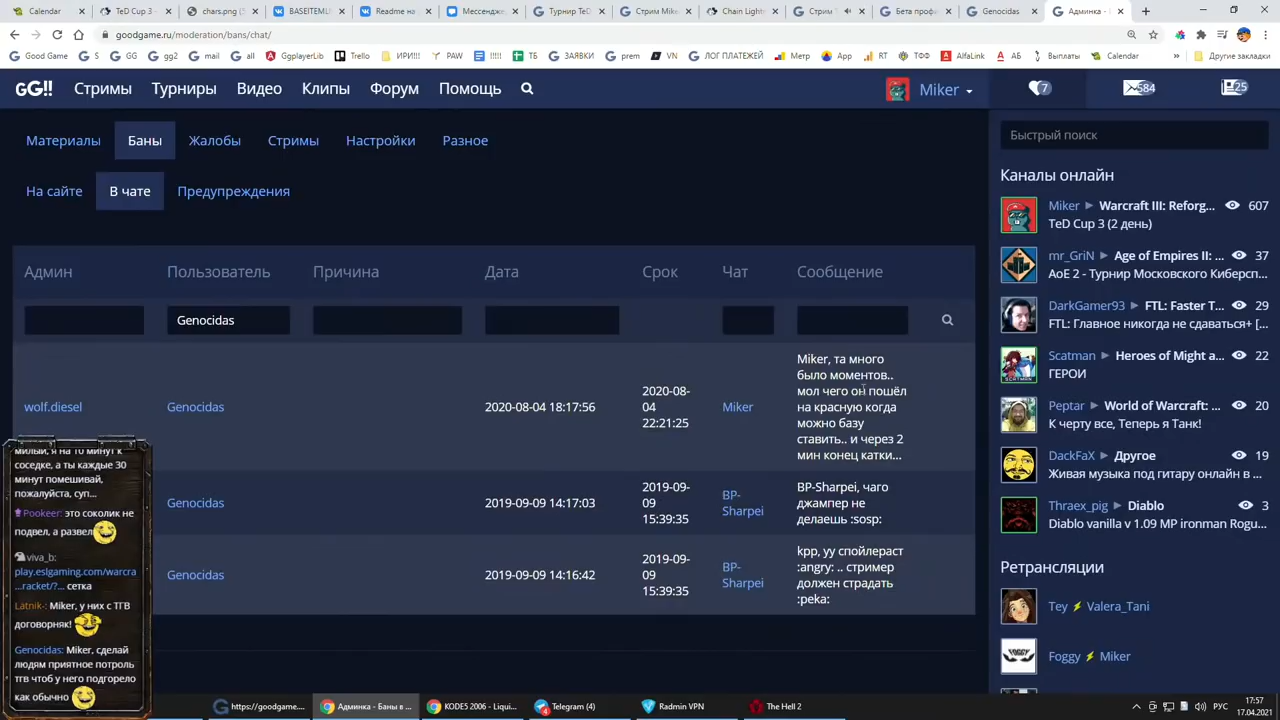 TeD Cup 3 -
chars.png (S
BASEITEML
Readme на
Мессендж
Турнир TeD
Стрим Mike
Chain Light
Стрим
Бета проф
Genocidas
Админка -
goodgame.ru/moderation/bans/chat/
Good Game
S
GG
gg2
mail
all
GgplayerLub
Trello
ИРИ!!!
PAW
!!!!
ТБ
ЗАЯВКИ
prem
VN
ЛОГ ПЛАТЕЖЕЙ
Метр
App
RT
ТФФ
AlfaLink
АБ
Выплаты
Calendar
Другие закладки
GG!! Стримы Турниры Видео Клипы Форум Помощь
Miker
7
584
25
Материалы Баны Жалобы Стримы Настройки Разное
На сайте В чате Предупреждения
Админ Пользователь Причина Дата Срок Чат Сообщение
Genocidas
wolf.diesel
Genocidas
2020-08-04 18:17:56
2020-08-
04
22:21:25
Miker
Miker, та много
было моментов..
мол чего он пошёл
на красную когда
можно базу
ставить.. и через 2
мин конец катки...
Genocidas
2019-09-09 14:17:03
2019-09-
09
15:39:35
BP-
Sharpei
BP-Sharpei, чаго
джампер не
делаешь :sosp:
Genocidas
2019-09-09 14:16:42
2019-09-
09
15:39:35
BP-
Sharpei
kpp, уу спойлераст
:angry: .. стример
должен страдать
:peka:
милый, я на 10 минут к
соседке, а ты каждые 30
минут помешивай,
пожалуйста, суп...
Pookeer: это соколик не
подвел, а развел
viva_b:
play.eslgaming.com/warcra
...racket/?... сетка
Latnik-: Miker, у них с ТГВ
договорняк!
Genocidas: Miker, сделай
людям приятное потроль
тгв чтоб у него подгорело
как обычно
Быстрый поиск
Каналы онлайн
Miker Warcraft III: Reforg... 607
TeD Cup 3 (2 день)
mr_GriN Age of Empires II: ... 37
AoE 2 - Турнир Московского Киберсп...
DarkGamer93 FTL: Faster T... 29
FTL: Главное никогда не сдаваться+ [...
Scatman Heroes of Might a... 22
ГЕРОИ
Peptar World of Warcraft: ... 20
К черту все, Теперь я Танк!
DackFaX Другое 19
Живая музыка под гитару онлайн в ...
Thraex_pig Diablo 3
Diablo vanilla v 1.09 MP ironman Rogu...
Ретрансляции
Tey Valera_Tani
Foggy Miker
https://goodgame....
Админка - Баны в ...
KODE5 2006 - Liqu...
Telegram (4)
Radmin VPN
The Hell 2
РУС
17:57
17.04.2021